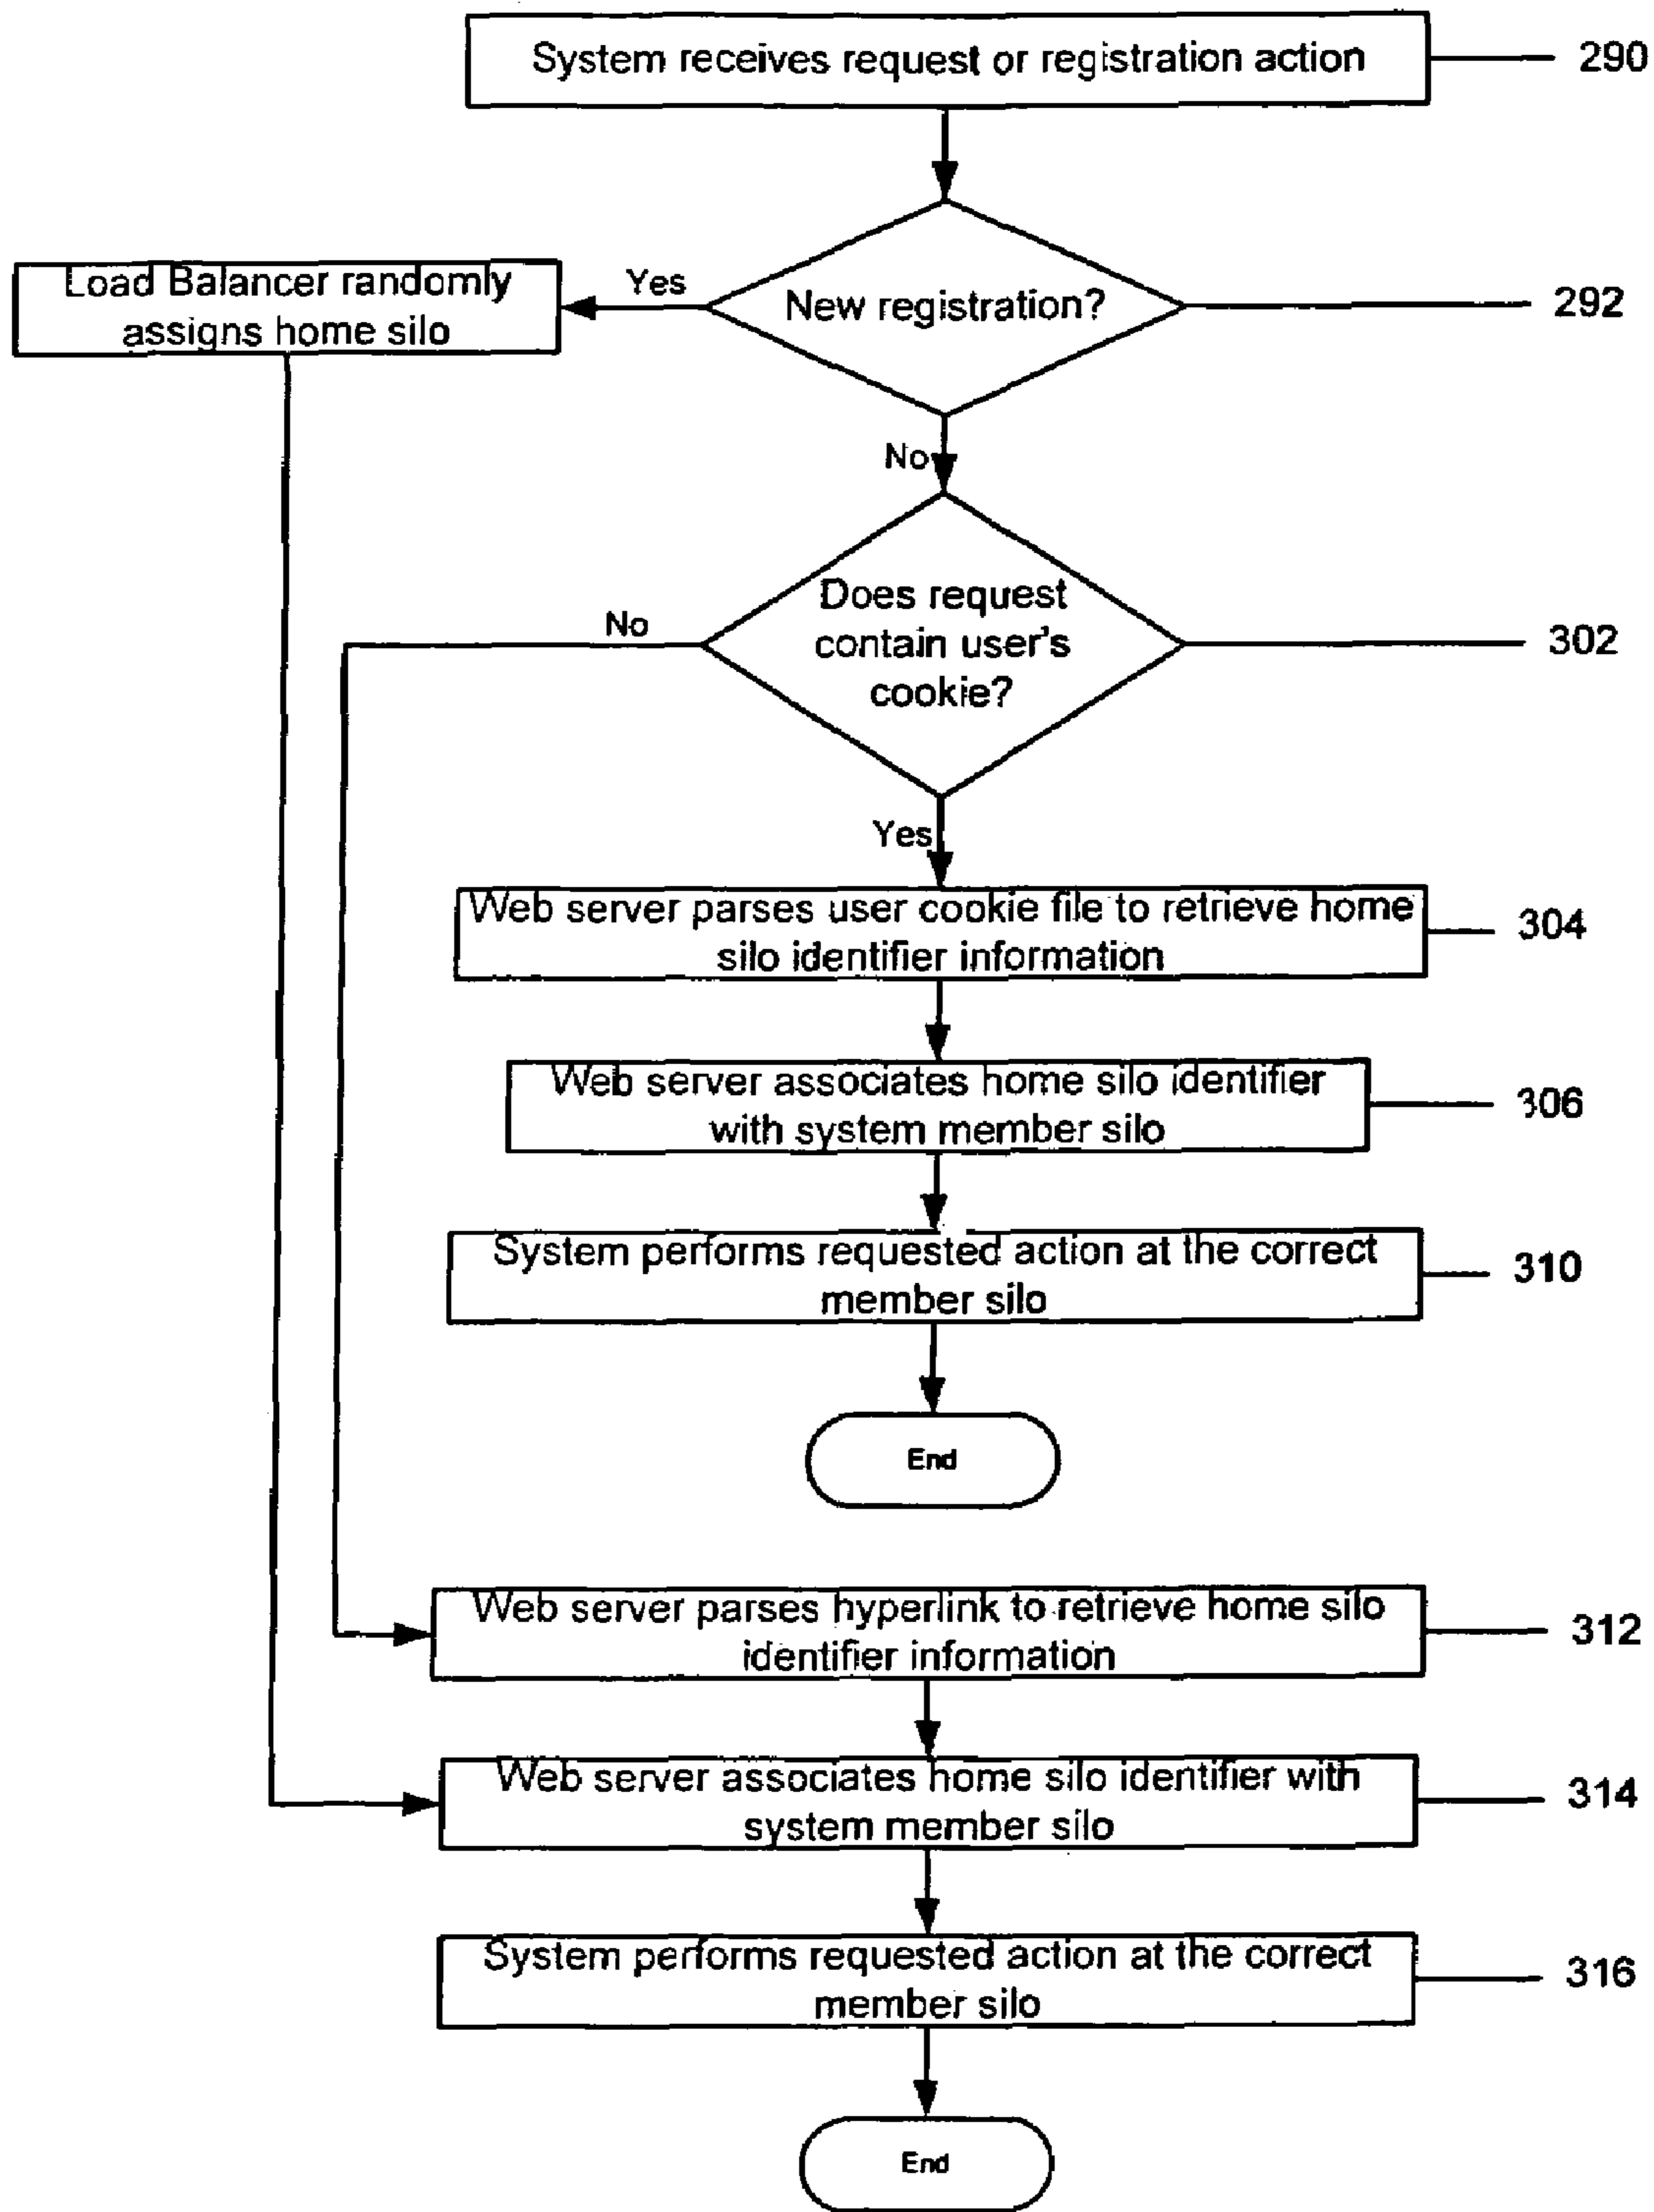 System receives request or registration action
290
Load Balancer randomly
assigns home silo
Yes
New registration?
292
No
Does request
contain user's
cookie?
No
302
Yes
Web server parses user cookie file to retrieve home
silo identifier information
304
Web server associates home silo identifier
with system member silo
306
System performs requested action at the correct
member silo
310
End
Web server parses hyperlink to retrieve home silo
identifier information
312
Web server associates home silo identifier with
system member silo
314
System performs requested action at the correct
member silo
316
End